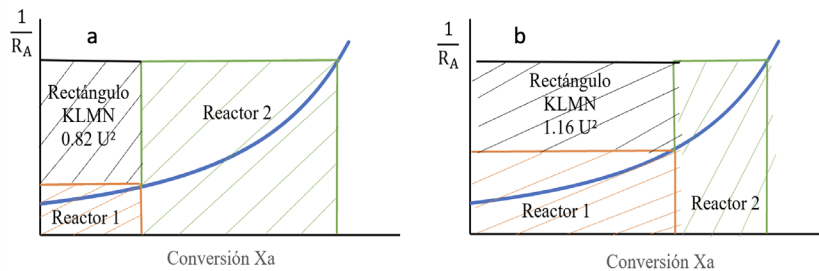 1
R_A
a
Rectángulo
KLMN
0.82 U²
Reactor 2
Reactor 1
Conversión Xa
1
R_A
b
Rectángulo
KLMN
1.16 U²
Reactor 1
Reactor 2
Conversión Xa